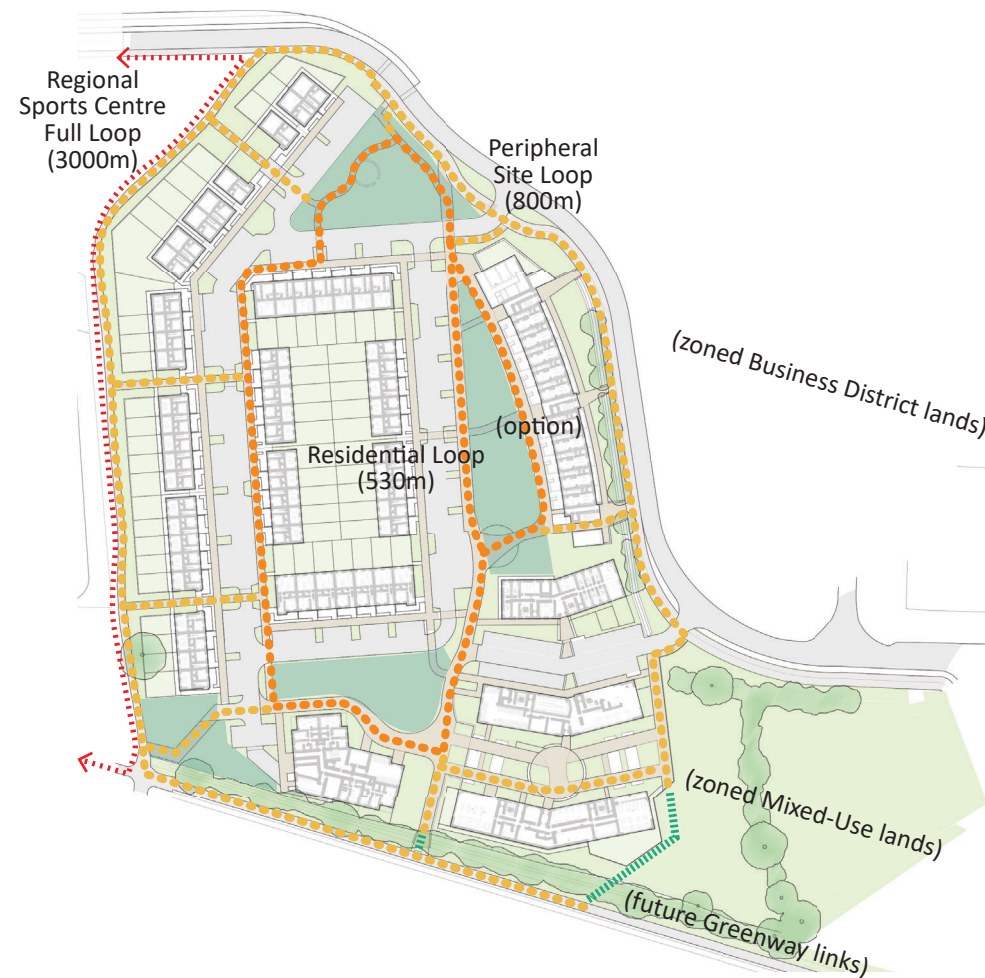 Regional
Sports Centre
Full Loop
(3000m)
Peripheral
Site Loop
(800m)
(zoned Business District lands)
(option)
Residential Loop
(530m)
(zoned Mixed-Use lands)
(future Greenway links)